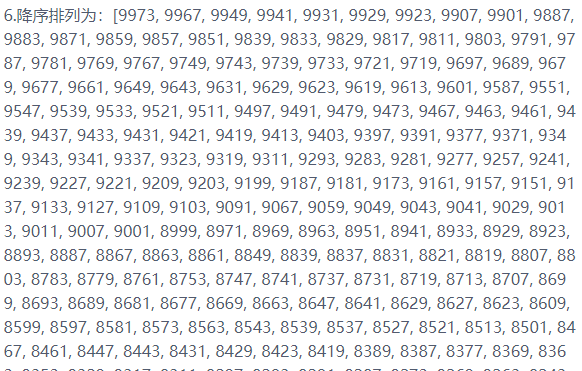 6.降序排列为：[9973, 9967, 9949, 9941, 9931, 9929, 9923, 9907, 9901, 9887,
9883, 9871, 9859, 9857, 9851, 9839, 9833, 9829, 9817, 9811, 9803, 9791, 97
87, 9781, 9769, 9767, 9749, 9743, 9739, 9733, 9721, 9719, 9697, 9689, 967
9, 9677, 9661, 9649, 9643, 9631, 9629, 9623, 9619, 9613, 9601, 9587, 9551,
9547, 9539, 9533, 9521, 9511, 9497, 9491, 9479, 9473, 9467, 9463, 9461, 94
39, 9437, 9433, 9431, 9421, 9419, 9413, 9403, 9397, 9391, 9377, 9371, 934
9, 9343, 9341, 9337, 9323, 9319, 9311, 9293, 9283, 9281, 9277, 9257, 9241,
9239, 9227, 9221, 9209, 9203, 9199, 9187, 9181, 9173, 9161, 9157, 9151, 9
137, 9133, 9127, 9109, 9103, 9091, 9067, 9059, 9049, 9043, 9041, 9029, 901
3, 9011, 9007, 9001, 8999, 8971, 8969, 8963, 8951, 8941, 8933, 8929, 8923,
8893, 8887, 8867, 8863, 8861, 8849, 8839, 8837, 8831, 8821, 8819, 8807, 88
03, 8783, 8779, 8761, 8753, 8747, 8741, 8737, 8731, 8719, 8713, 8707, 869
9, 8693, 8689, 8681, 8677, 8669, 8663, 8647, 8641, 8629, 8627, 8623, 8609,
8599, 8597, 8581, 8573, 8563, 8543, 8539, 8537, 8527, 8521, 8513, 8501, 84
67, 8461, 8447, 8443, 8431, 8429, 8423, 8419, 8389, 8387, 8377, 8369, 836